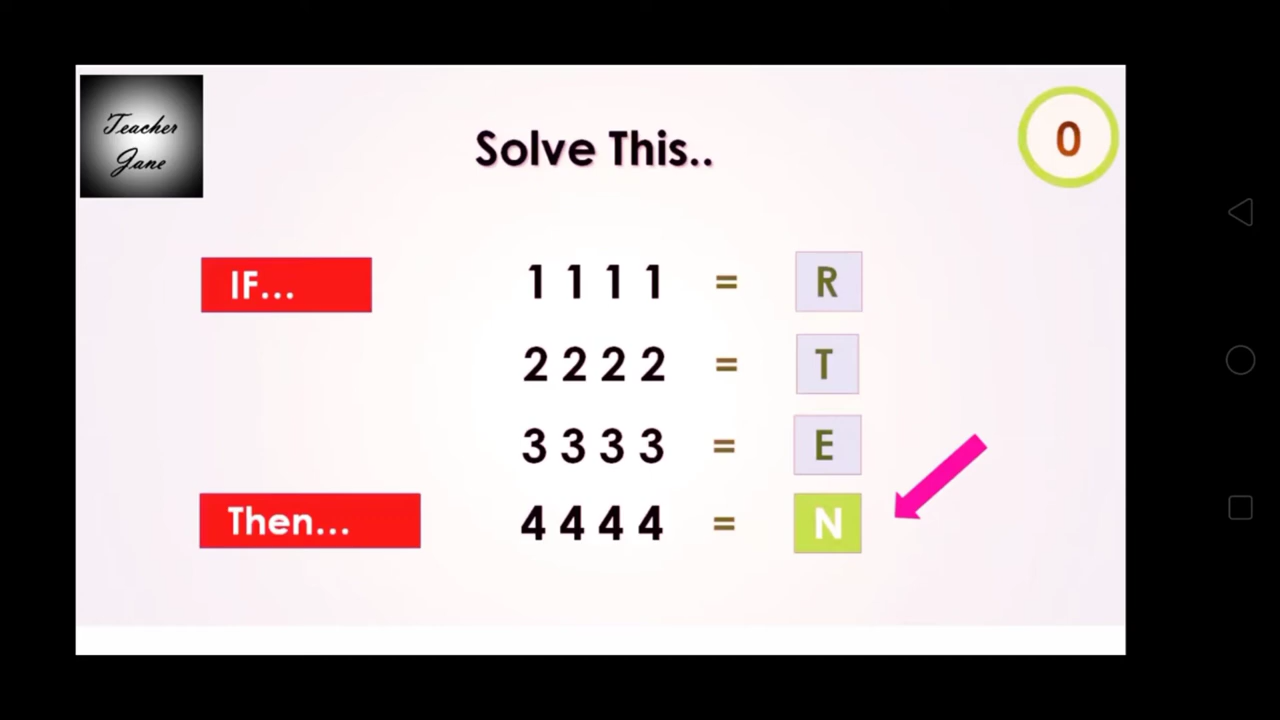 Teacher
Jane
Solve This..
0
IF... 1 1 1 1 = R
2 2 2 2 = T
3 3 3 3 = E
Then... 4 4 4 4 = N